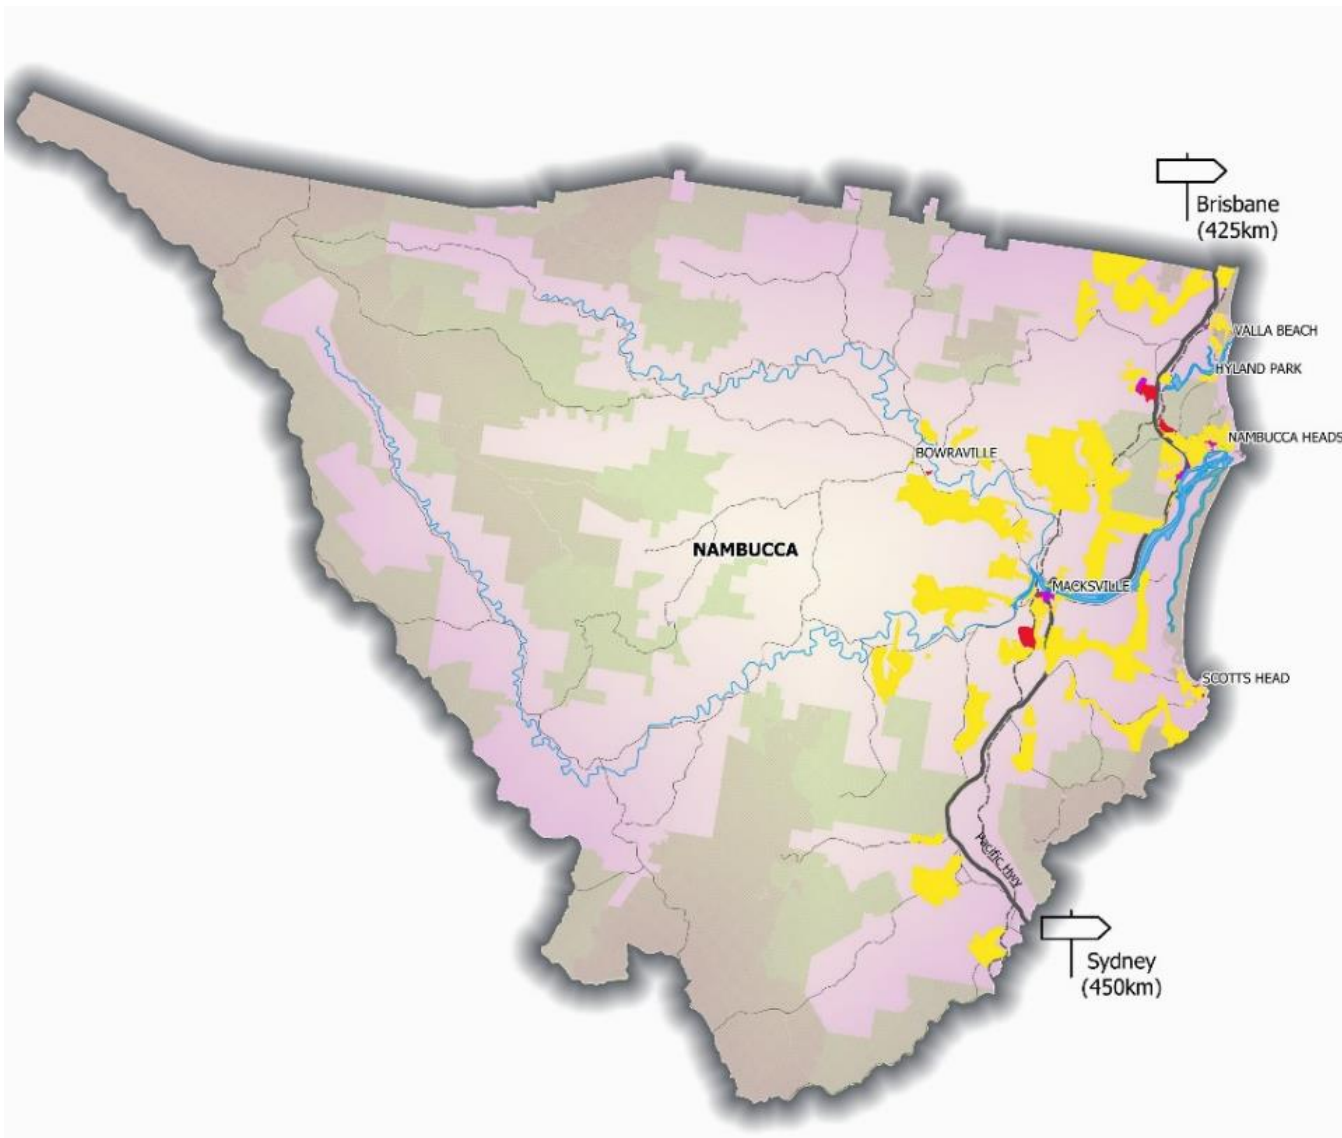 Brisbane
(425km)
VALLA BEACH
HYLAND PARK
NAMBUCCA HEADS
BOWRAVILLE
NAMBUCCA
MACKSVILLE
SCOTTS HEAD
Pacific Hwy
Sydney
(450km)